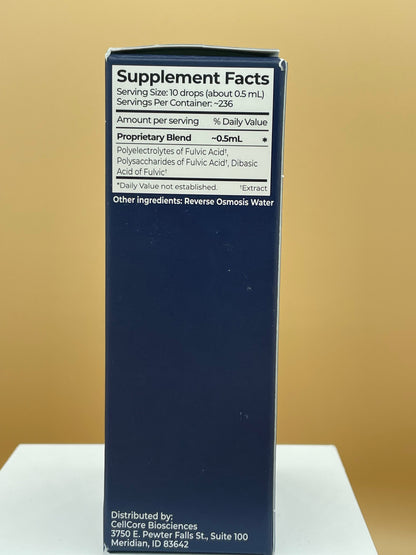 Supplement Facts
Serving Size: 10 drops (about 0.5 mL)
Servings Per Container: ~236
Amount per serving % Daily Value
Proprietary Blend ~0.5mL *
Polyelectrolytes of Fulvic Acid†,
Polysaccharides of Fulvic Acid†, Dibasic
Acid of Fulvic†
*Daily Value not established. †Extract
Other ingredients: Reverse Osmosis Water
Distributed by:
CellCore Biosciences
3750 E. Pewter Falls St., Suite 100
Meridian, ID 83642